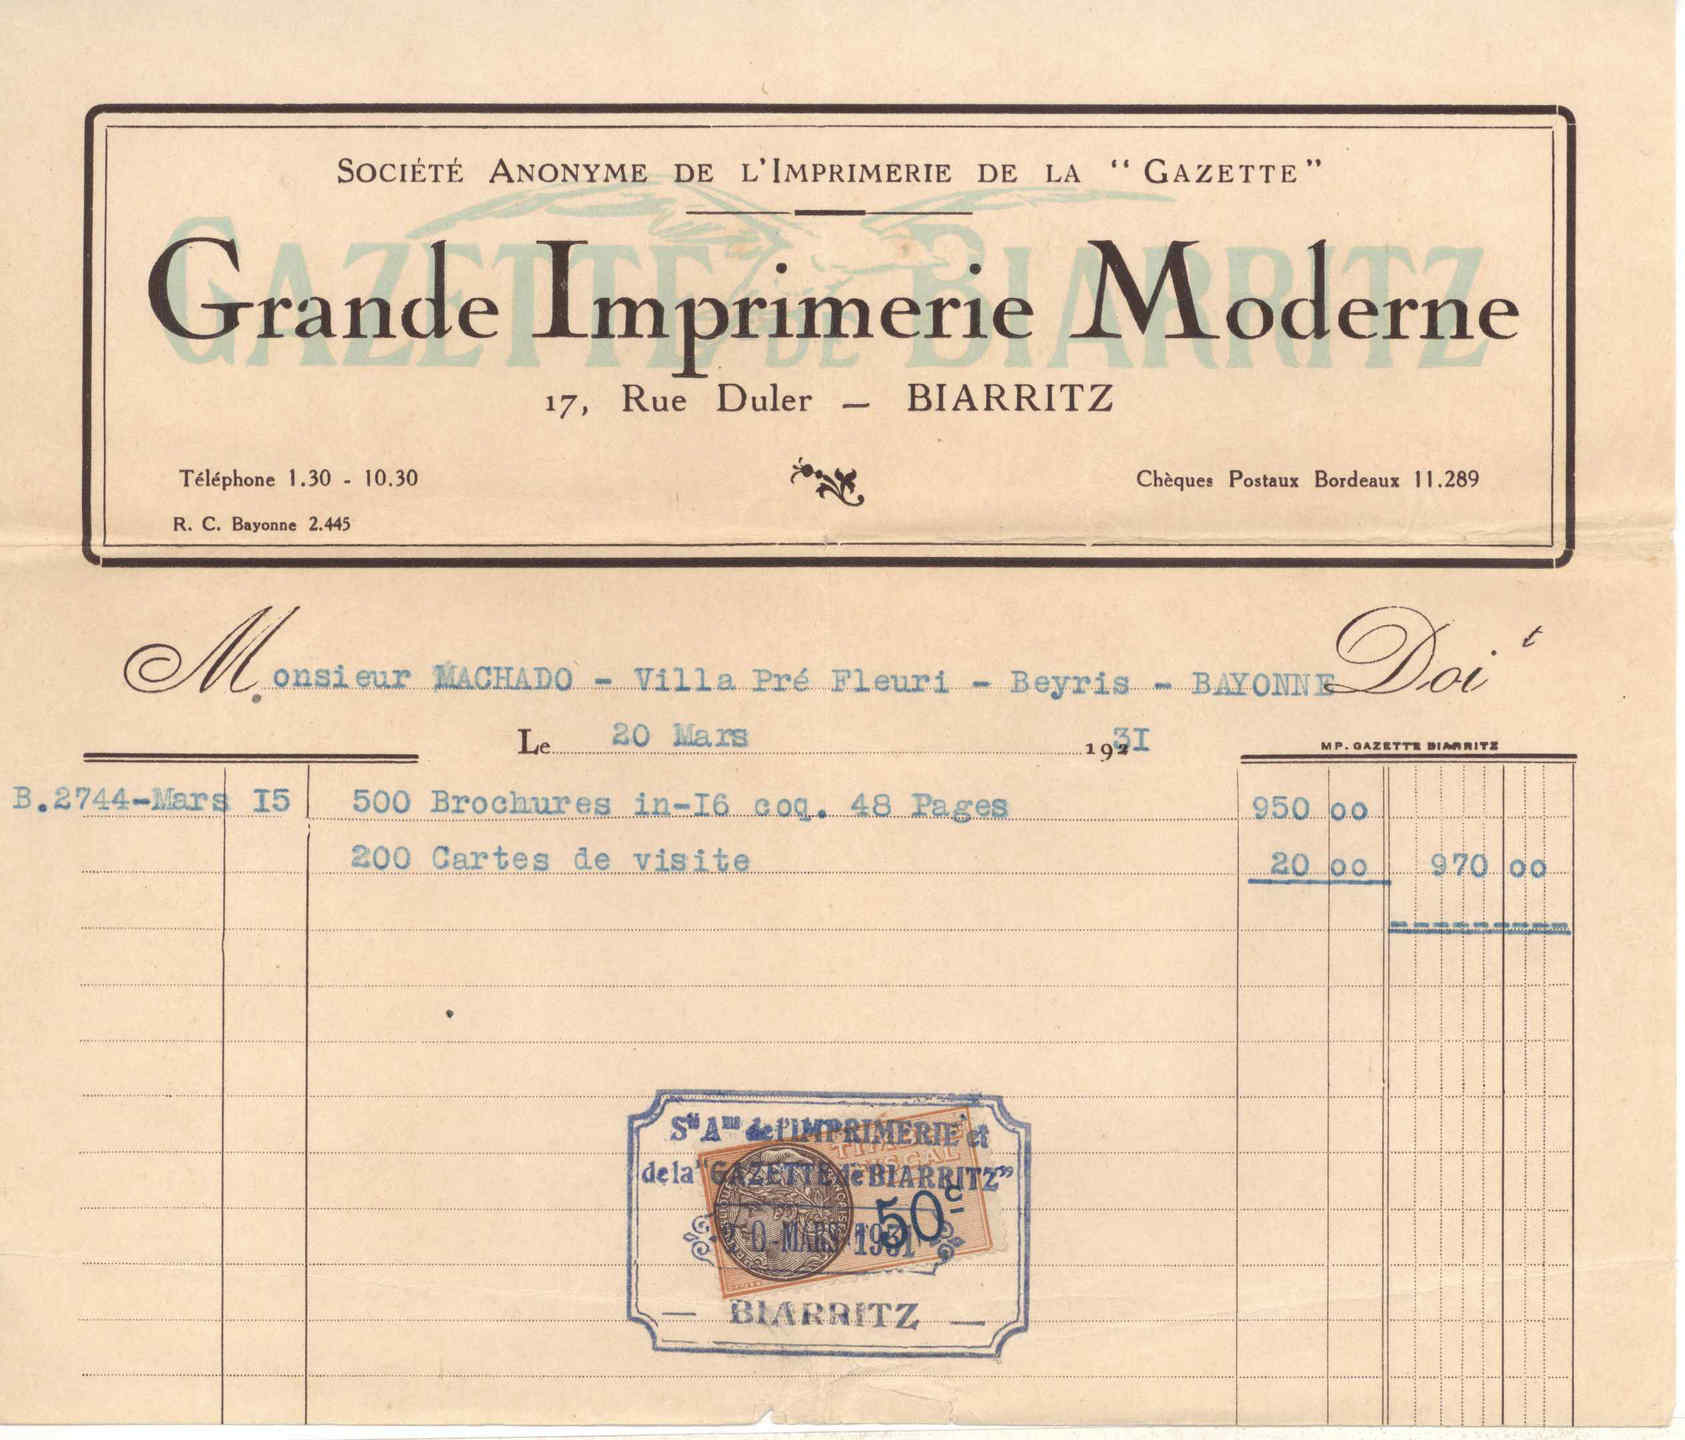 SOCIÉTÉ ANONYME DE L'IMPRIMERIE DE LA "GAZETTE"
GAZETTE DE BIARRITZ
Grande Imprimerie Moderne
17, Rue Duler — BIARRITZ
Téléphone 1.30 - 10.30
Chèques Postaux Bordeaux 11.289
R. C. Bayonne 2.445
Monsieur MACHADO - Villa Pré Fleuri - Beyris - BAYONNE Doit
Le 20 Mars 1931
MP. GAZETTE BIARRITZ
B.2744-Mars I5 500 Brochures in-I6 coq. 48 Pages 950 00
200 Cartes de visite 20 00 970 00
Sté Ame de l'IMPRIMERIE et
de la "GAZETTE de BIARRITZ"
50c
0 - MARS 1931
— BIARRITZ —